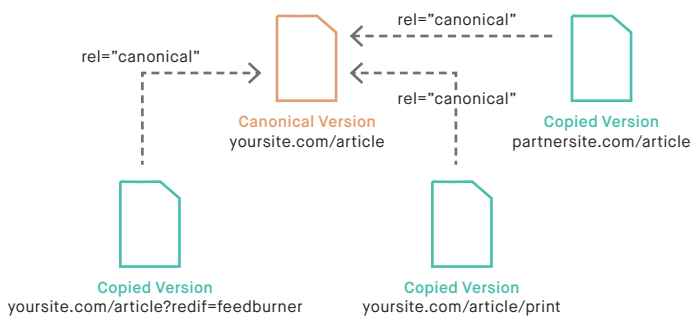 rel="canonical"
rel="canonical"
rel="canonical"
Canonical Version
yoursite.com/article
Copied Version
partnersite.com/article
Copied Version
yoursite.com/article?redif=feedburner
Copied Version
yoursite.com/article/print